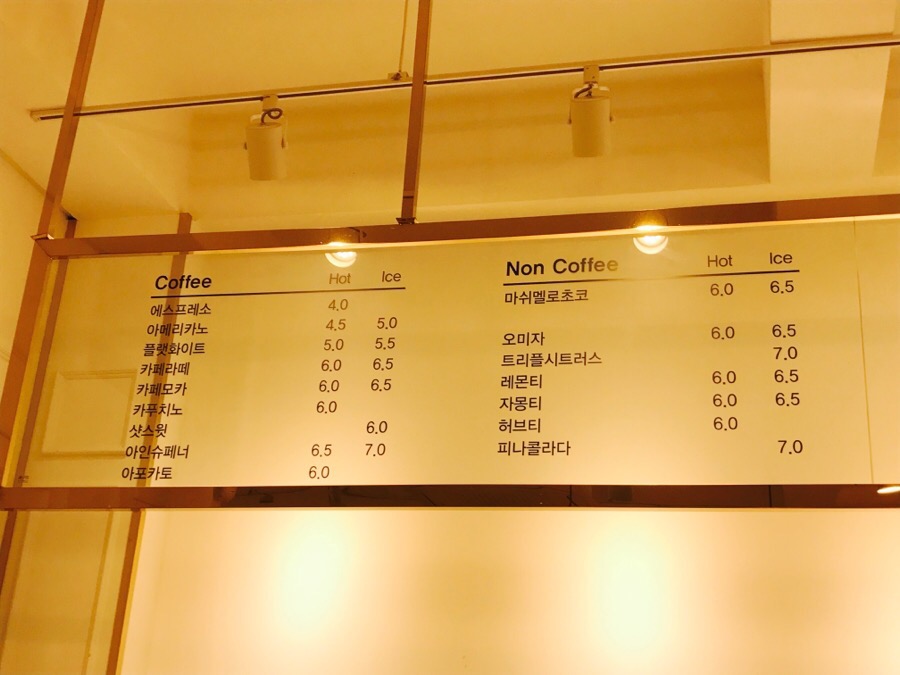 Coffee Hot Ice
에스프레소 4.0
아메리카노 4.5 5.0
플랫화이트 5.0 5.5
카페라떼 6.0 6.5
카페모카 6.0 6.5
카푸치노 6.0
샷스윗 6.0
아인슈페너 6.5 7.0
아포카토 6.0
Non Coffee Hot Ice
마쉬멜로초코 6.0 6.5
오미자 6.0 6.5
트리플시트러스 7.0
레몬티 6.0 6.5
자몽티 6.0 6.5
허브티 6.0
피나콜라다 7.0